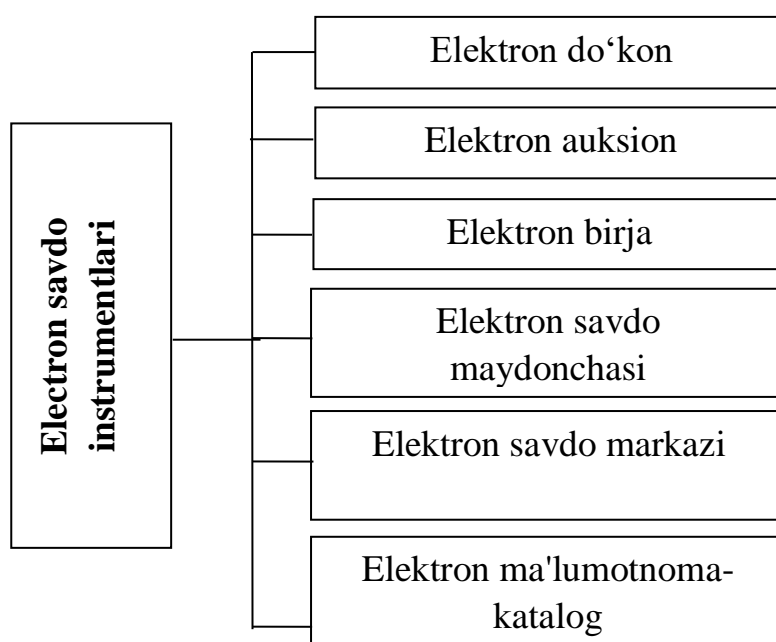 Electron savdo
instrumentlari
Elektron do‘kon
Elektron auksion
Elektron birja
Elektron savdo
maydonchasi
Elektron savdo markazi
Elektron ma'lumotnoma-
katalog